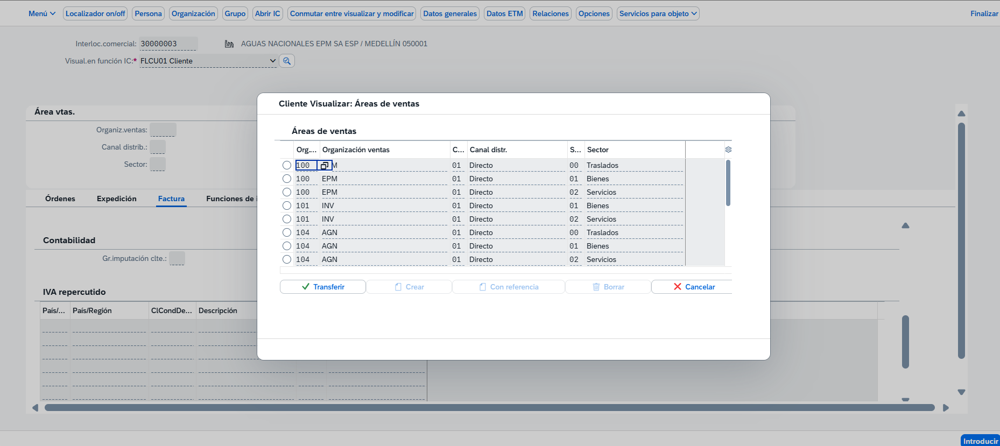 Menú Localizador on/off Persona Organización Grupo Abrir IC Conmutar entre visualizar y modificar Datos generales Datos ETM Relaciones Opciones Servicios para objeto Finalizar
Interloc.comercial: 30000003 AGUAS NACIONALES EPM SA ESP / MEDELLÍN 050001
Visual.en función IC:* FLCU01 Cliente
Cliente Visualizar: Áreas de ventas
Área vtas.
Organiz.ventas:
Canal distrib.:
Sector:
Áreas de ventas
Org.... Organización ventas C... Canal distr. S... Sector
100 M 01 Directo 00 Traslados
100 EPM 01 Directo 01 Bienes
100 EPM 01 Directo 02 Servicios
101 INV 01 Directo 01 Bienes
101 INV 01 Directo 02 Servicios
104 AGN 01 Directo 00 Traslados
104 AGN 01 Directo 01 Bienes
104 AGN 01 Directo 02 Servicios
Transferir Crear Con referencia Borrar Cancelar
Órdenes Expedición Factura Funciones de
Contabilidad
Gr.imputación clte.:
IVA repercutido
País/... País/Región ClCondDe... Descripción
Introducir